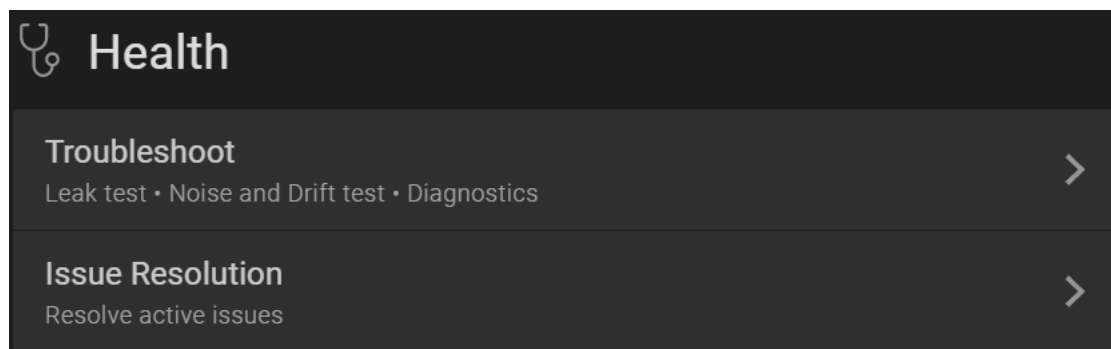 Health
Troubleshoot
Leak test • Noise and Drift test • Diagnostics
Issue Resolution
Resolve active issues